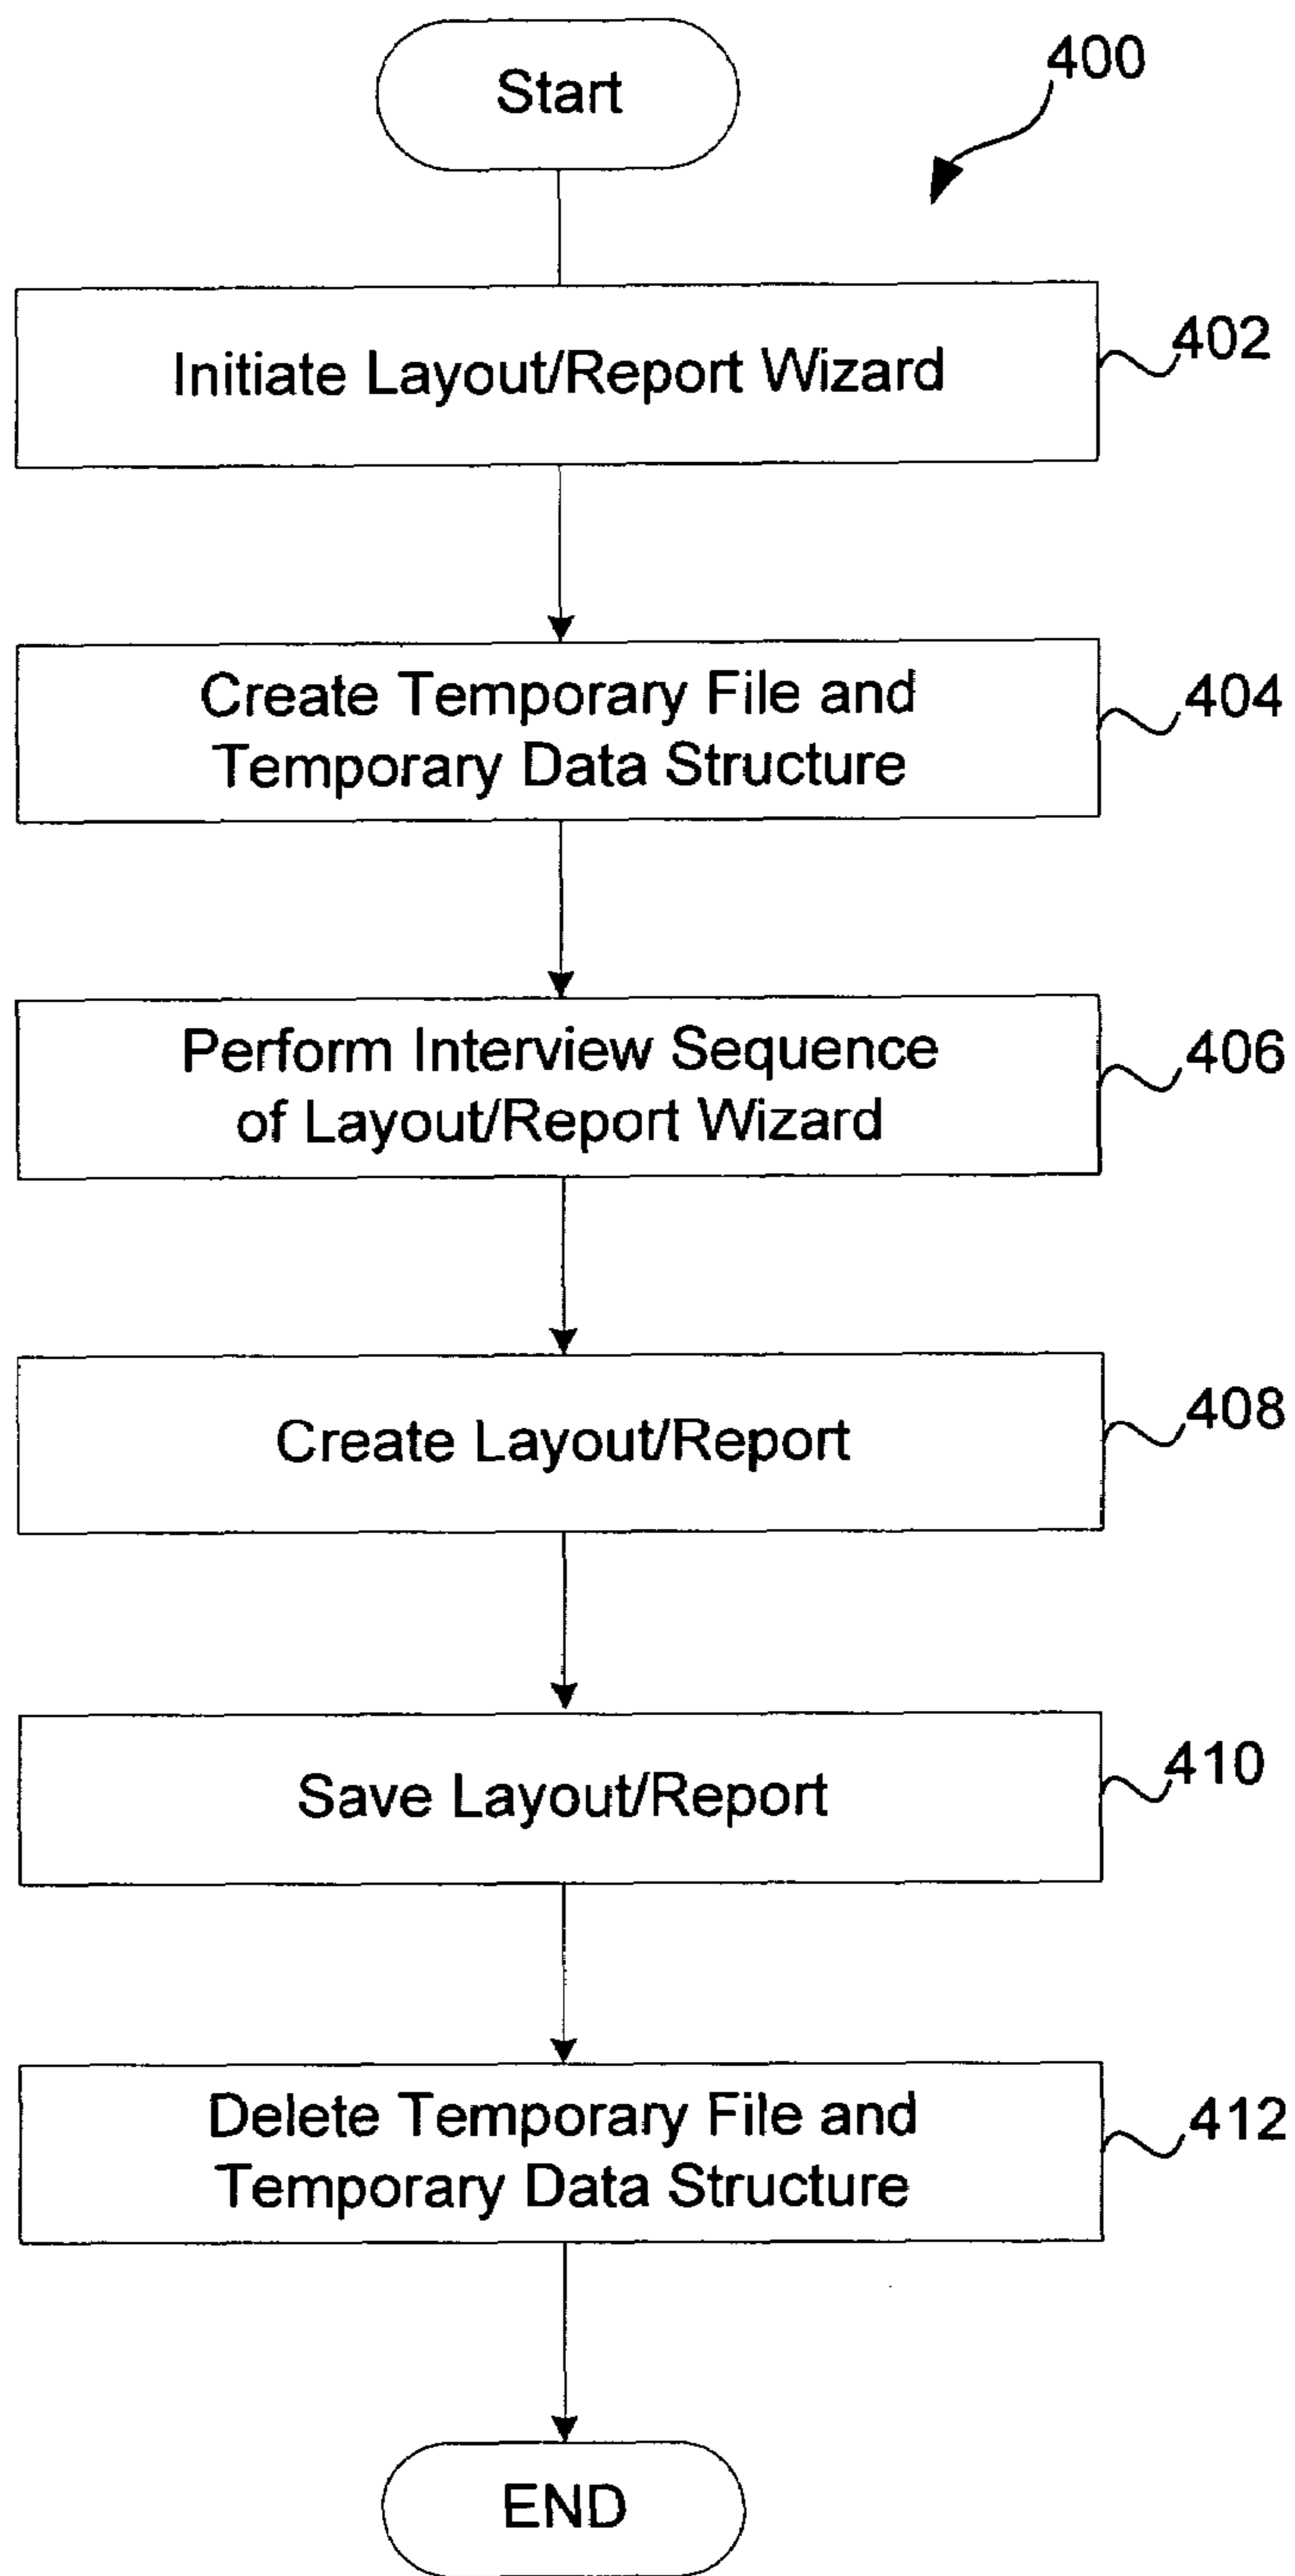 Start
400
Initiate Layout/Report Wizard
402
Create Temporary File and
Temporary Data Structure
404
Perform Interview Sequence
of Layout/Report Wizard
406
Create Layout/Report
408
Save Layout/Report
410
Delete Temporary File and
Temporary Data Structure
412
END